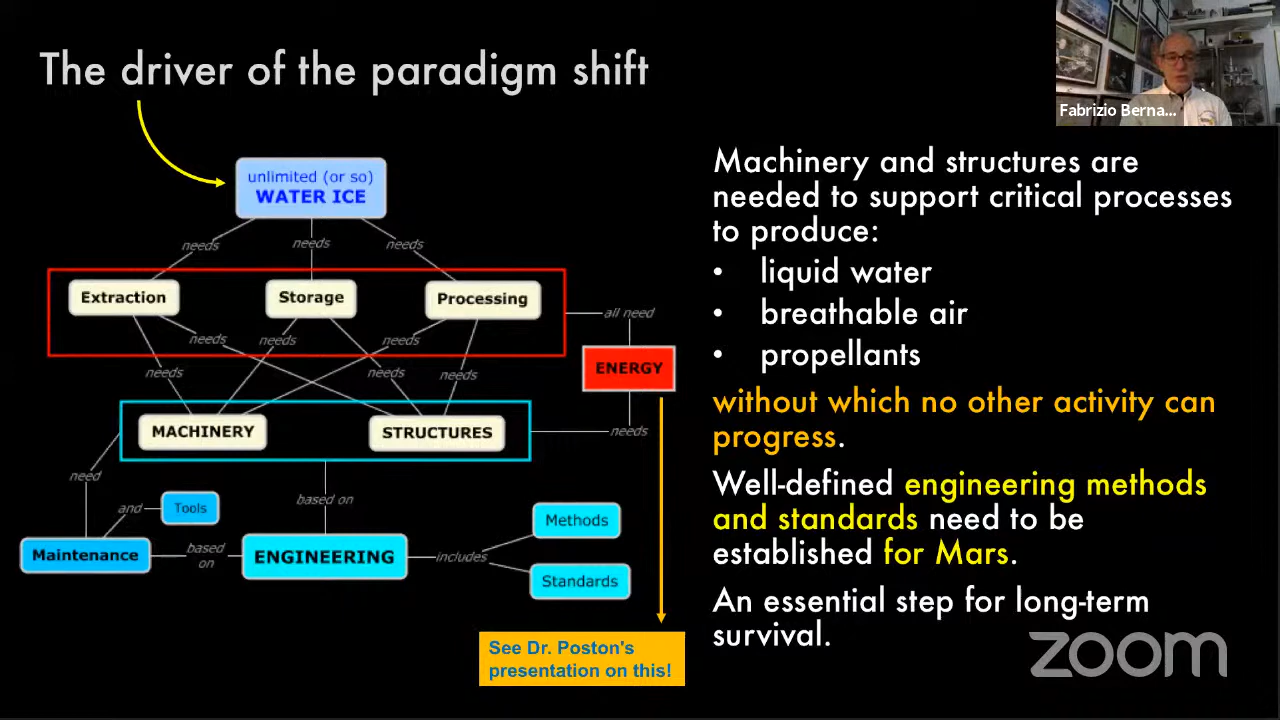 The driver of the paradigm shift
Fabrizio Berna...
unlimited (or so)
WATER ICE
needs
needs
needs
Extraction
Storage
Processing
all need
needs
needs
needs
ENERGY
needs
needs
needs
MACHINERY
STRUCTURES
needs
need
based on
and
Tools
Methods
Maintenance
based
on
ENGINEERING
includes
Standards
See Dr. Poston's
presentation on this!
Machinery and structures are
needed to support critical processes
to produce:
• liquid water
• breathable air
• propellants
without which no other activity can
progress.
Well-defined engineering methods
and standards need to be
established for Mars.
An essential step for long-term
survival.
zoom